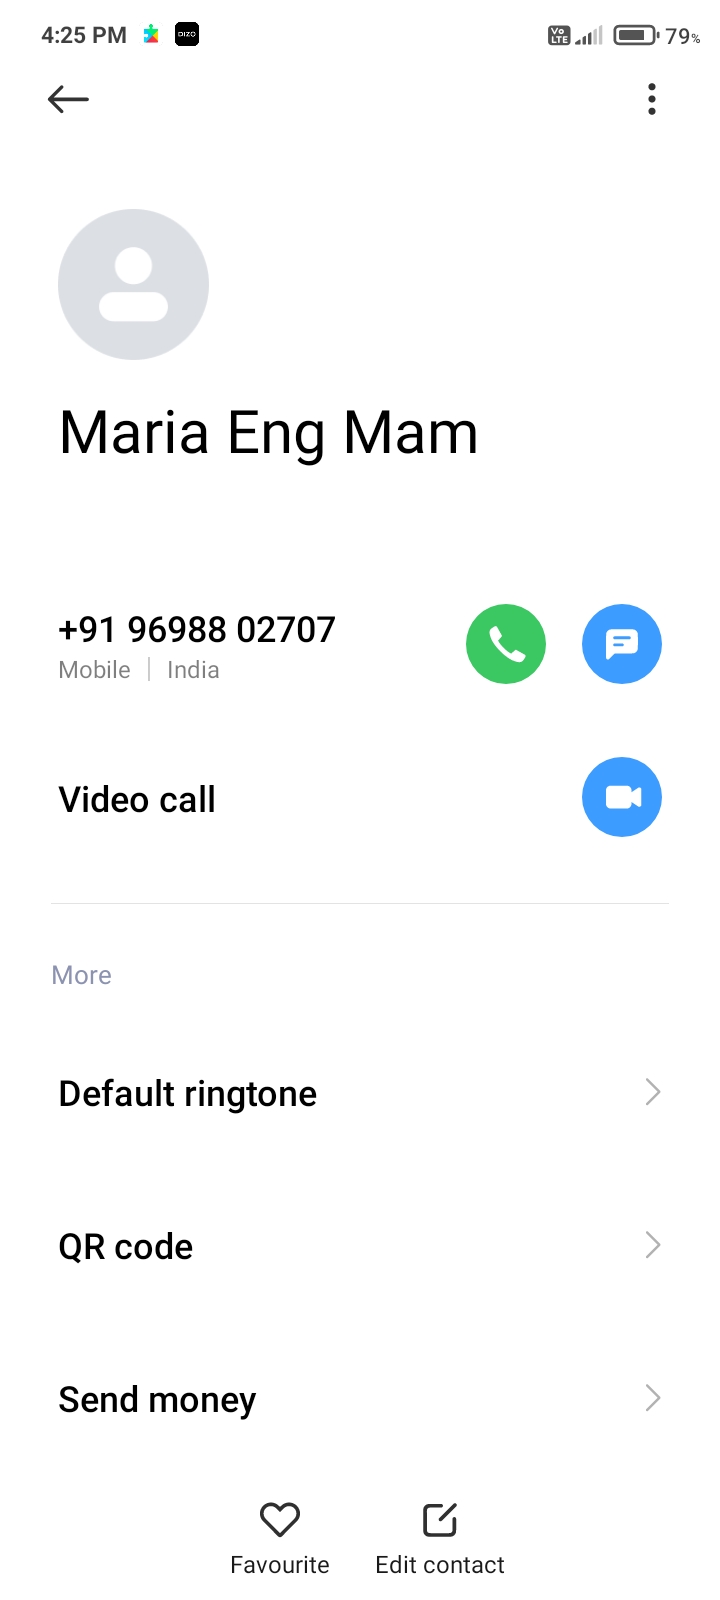 4:25 PM DIZO Vo LTE 79%
Maria Eng Mam
+91 96988 02707
Mobile | India
Video call
More
Default ringtone
QR code
Send money
Favourite Edit contact